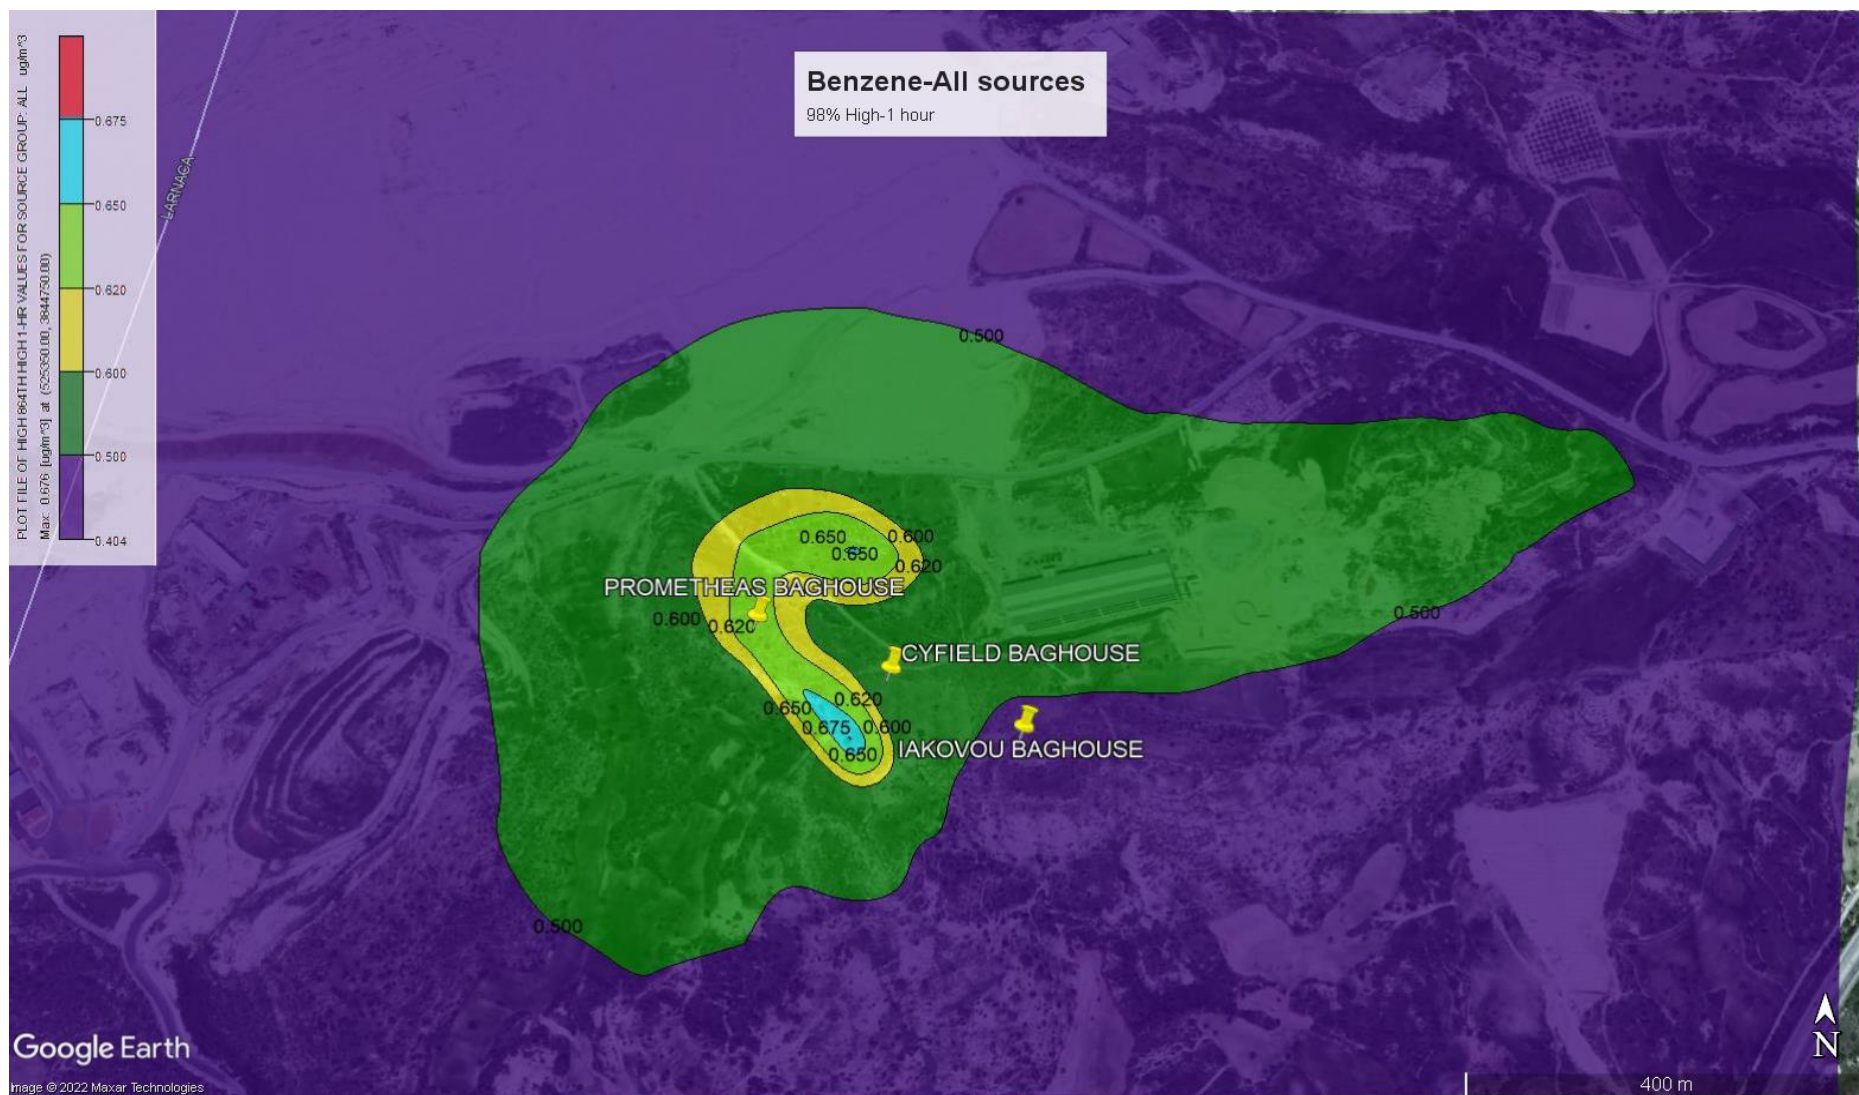 PLOT FILE OF HIGH 864TH HIGH 1-HR VALUES FOR SOURCE GROUP: ALL ug/m^3
Max: 0.676 [ug/m^3] at (525350.00, 3844750.00)
0.675
0.650
0.620
0.600
0.500
0.404
LARNACA
Benzene-All sources
98% High-1 hour
0.500
0.650
0.600
0.650
0.620
PROMETHEAS BAGHOUSE
0.600
0.620
0.500
CYFIELD BAGHOUSE
0.620
0.650
0.675
0.600
0.650
IAKOVOU BAGHOUSE
0.500
Google Earth
Image © 2022 Maxar Technologies
N
400 m